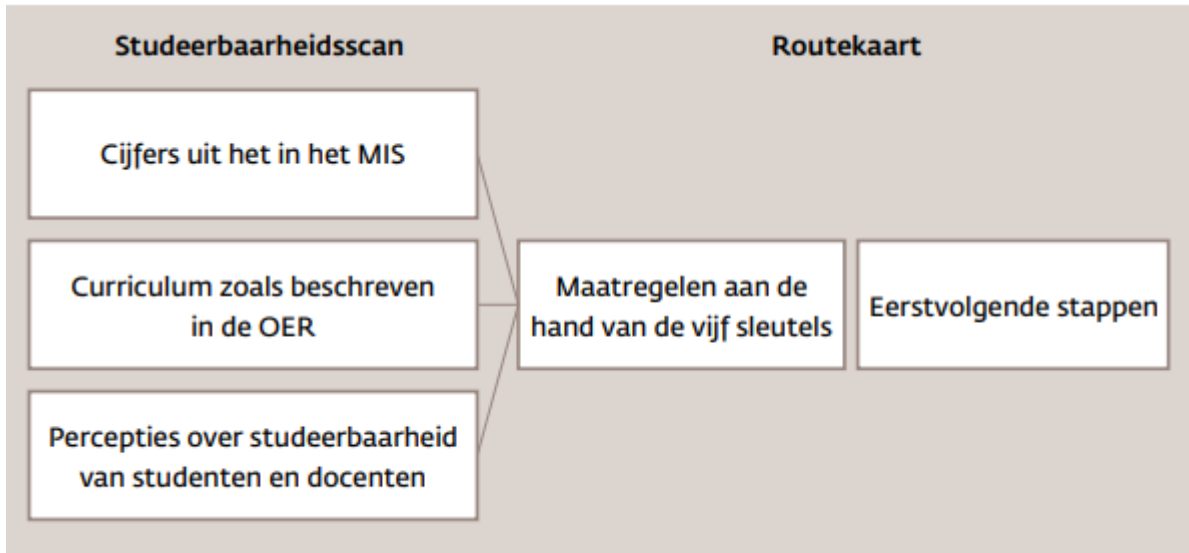 Studeerbaarheidsscan
Routekaart
Cijfers uit het in het MIS
Curriculum zoals beschreven
in de OER
Maatregelen aan de
hand van de vijf sleutels
Eerstvolgende stappen
Percepties over studeerbaarheid
van studenten en docenten